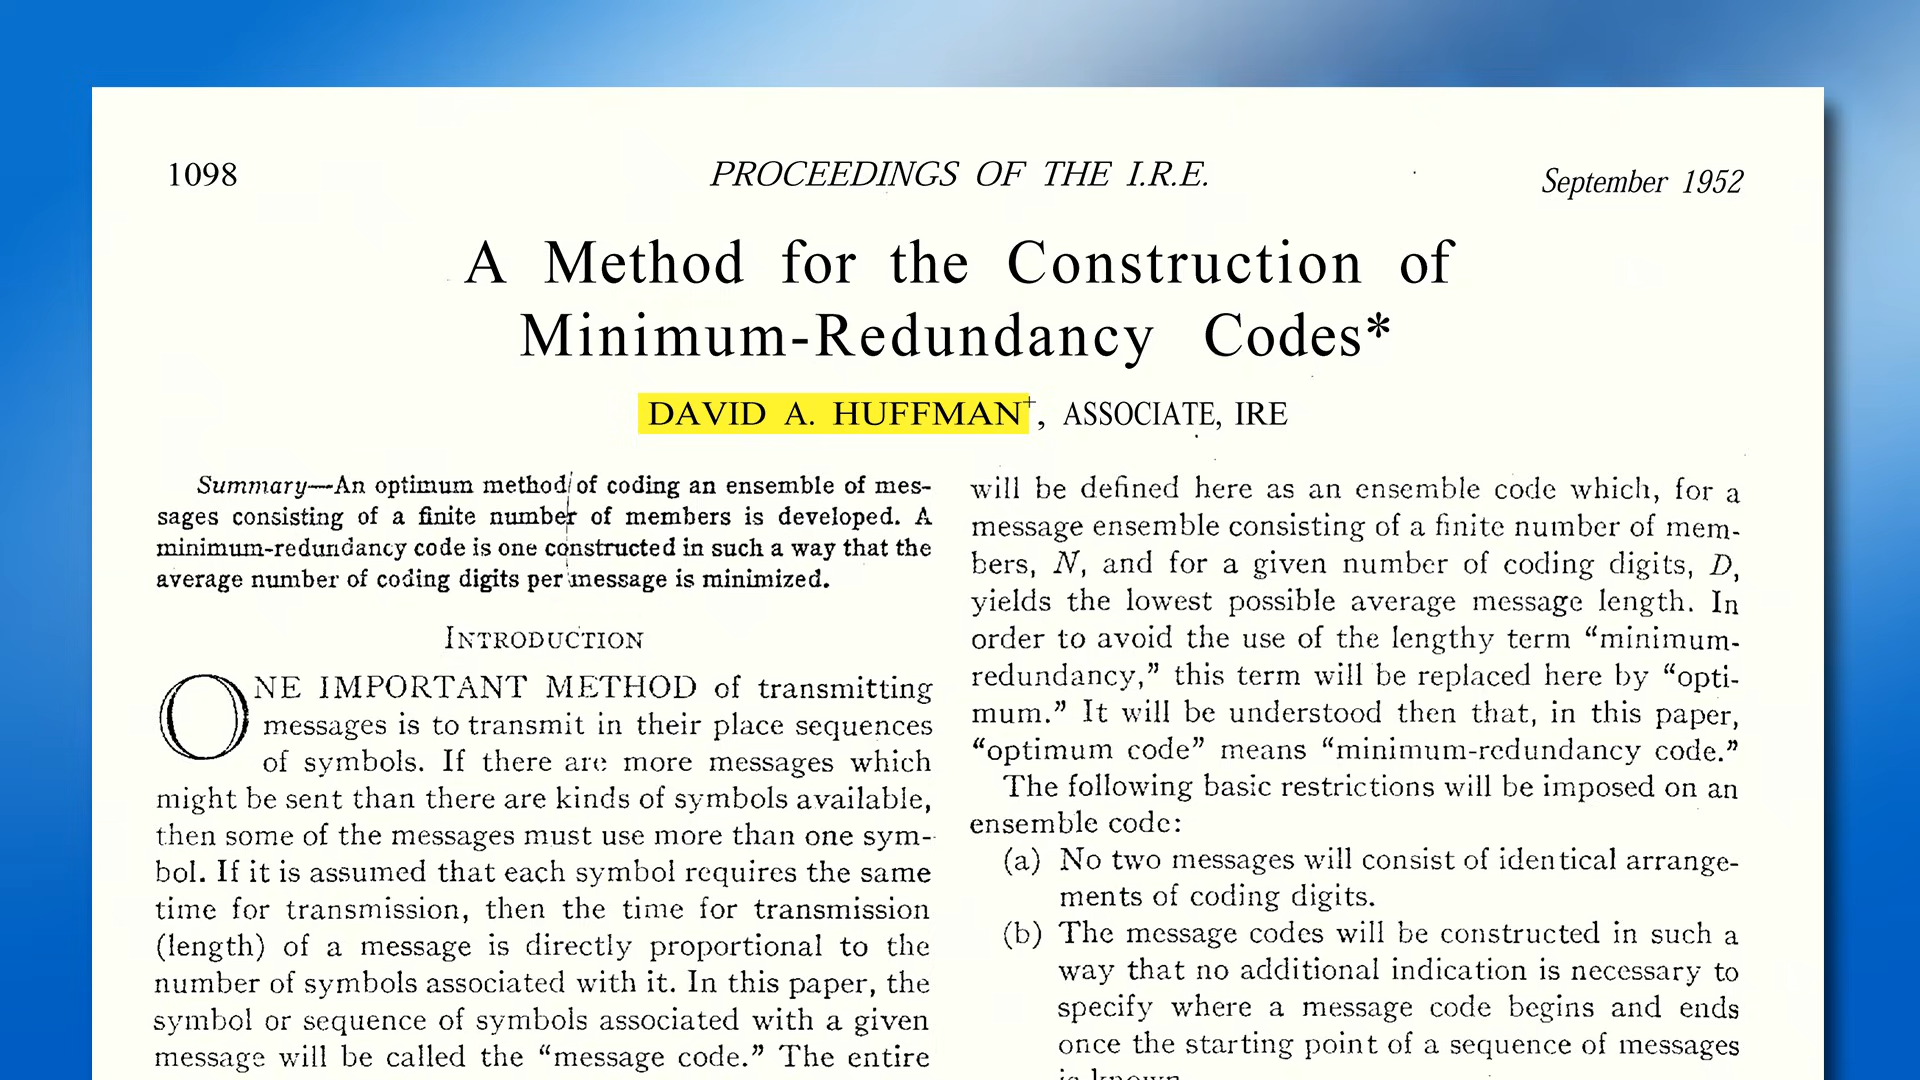 1098
PROCEEDINGS OF THE I.R.E.
September 1952
A Method for the Construction of
Minimum-Redundancy Codes*
DAVID A. HUFFMAN+, ASSOCIATE, IRE
Summary—An optimum method of coding an ensemble of mes-
sages consisting of a finite number of members is developed. A
minimum-redundancy code is one constructed in such a way that the
average number of coding digits per message is minimized.
INTRODUCTION
ONE IMPORTANT METHOD of transmitting
messages is to transmit in their place sequences
of symbols. If there are more messages which
might be sent than there are kinds of symbols available,
then some of the messages must use more than one sym-
bol. If it is assumed that each symbol requires the same
time for transmission, then the time for transmission
(length) of a message is directly proportional to the
number of symbols associated with it. In this paper, the
symbol or sequence of symbols associated with a given
message will be called the “message code.” The entire
will be defined here as an ensemble code which, for a
message ensemble consisting of a finite number of mem-
bers, N, and for a given number of coding digits, D,
yields the lowest possible average message length. In
order to avoid the use of the lengthy term “minimum-
redundancy,” this term will be replaced here by “opti-
mum.” It will be understood then that, in this paper,
“optimum code” means “minimum-redundancy code.”
The following basic restrictions will be imposed on an
ensemble code:
(a) No two messages will consist of identical arrange-
ments of coding digits.
(b) The message codes will be constructed in such a
way that no additional indication is necessary to
specify where a message code begins and ends
once the starting point of a sequence of messages
is known.